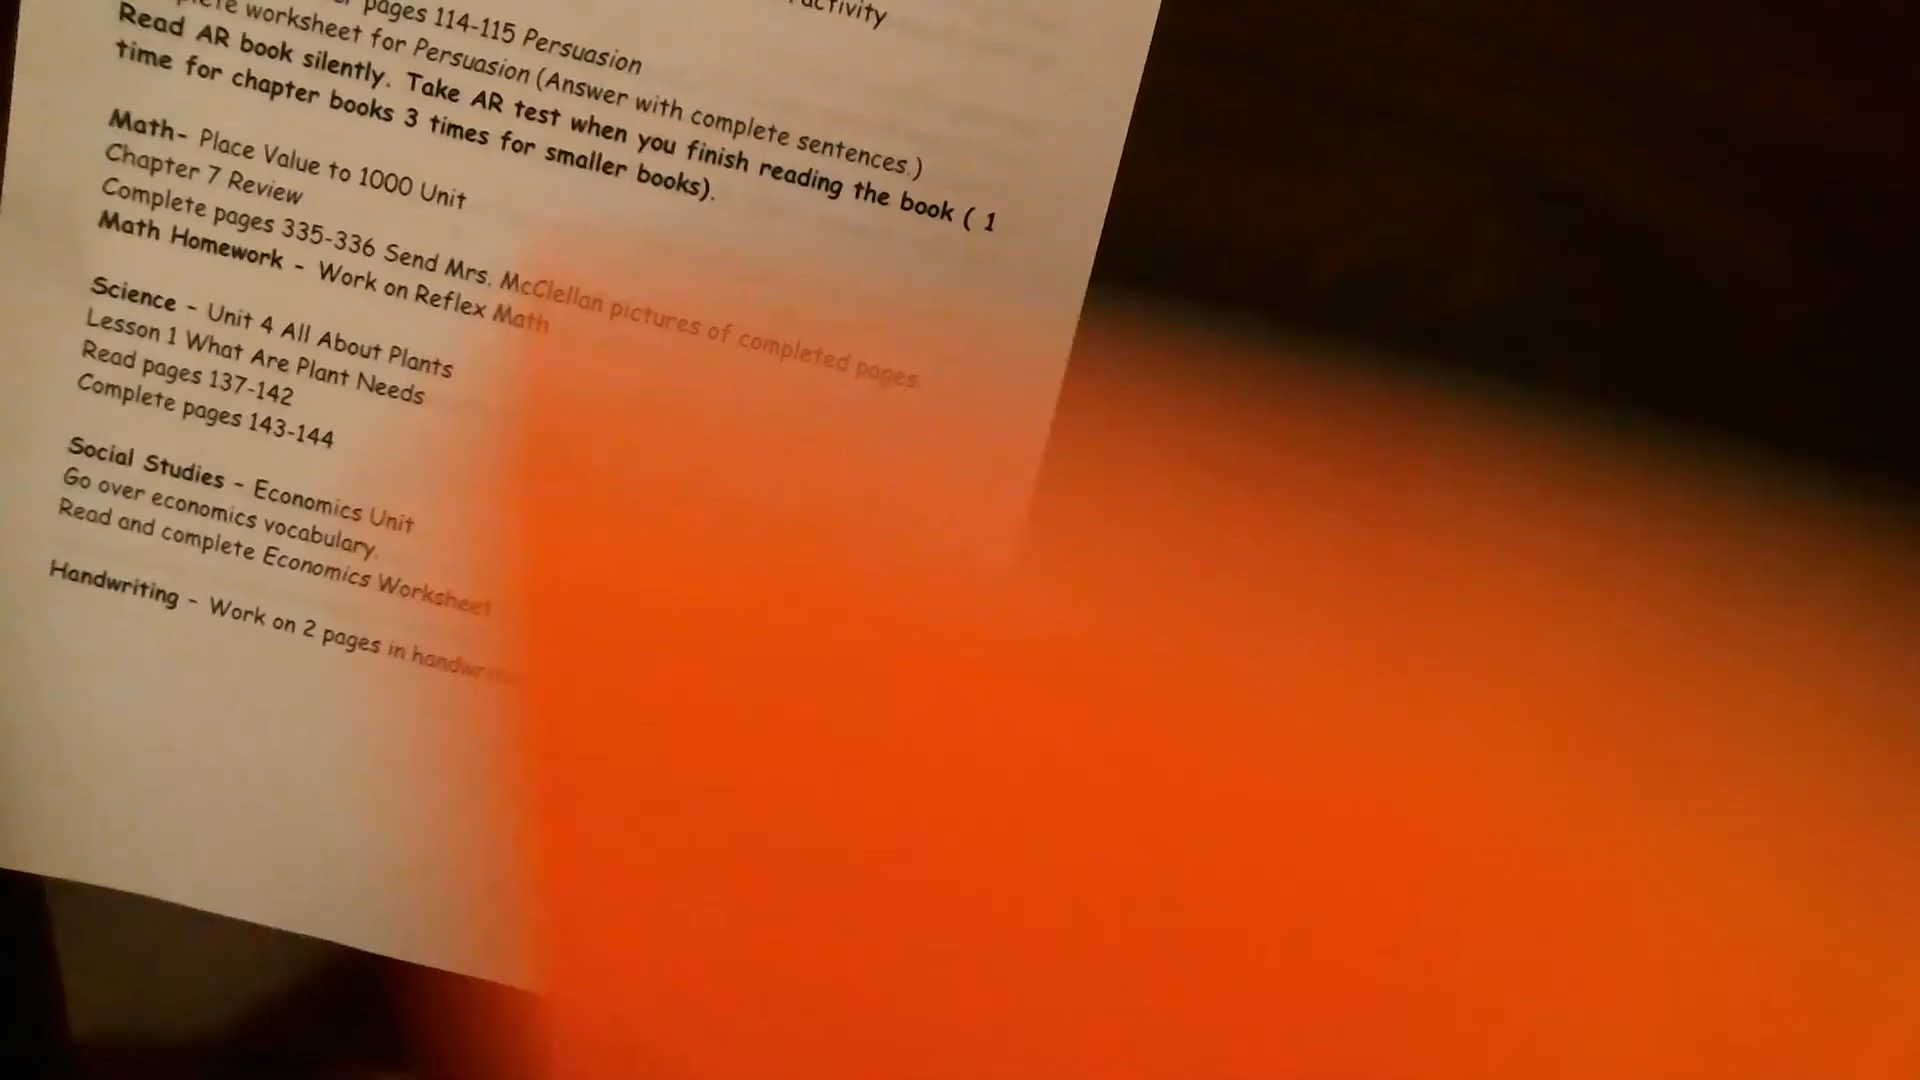 pages 114-115 Persuasion
worksheet for Persuasion (Answer with complete sentences.)
Read AR book silently. Take AR test when you finish reading the book ( 1
time for chapter books 3 times for smaller books).
Math- Place Value to 1000 Unit
Chapter 7 Review
Complete pages 335-336 Send Mrs. McClellan pictures of completed pages.
Math Homework - Work on Reflex Math
Science - Unit 4 All About Plants
Lesson 1 What Are Plant Needs
Read pages 137-142
Complete pages 143-144
Social Studies - Economics Unit
Go over economics vocabulary.
Read and complete Economics Worksheet
Handwriting - Work on 2 pages in